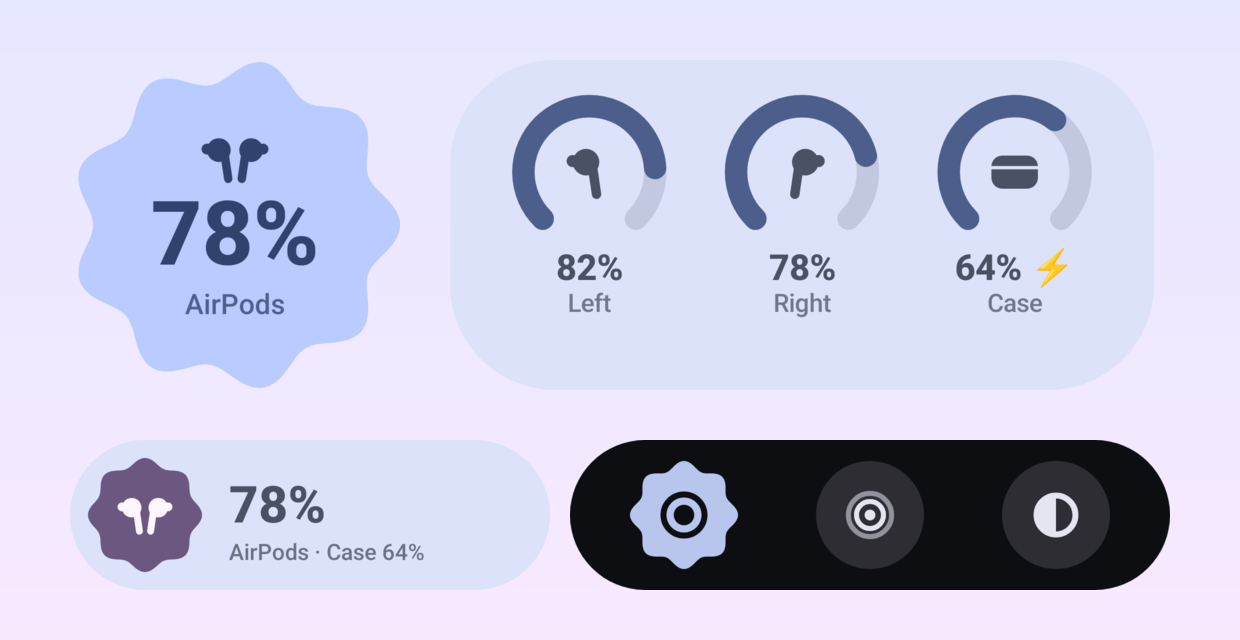 78%
AirPods
82%
Left
78%
Right
64% ⚡
Case
78%
AirPods · Case 64%